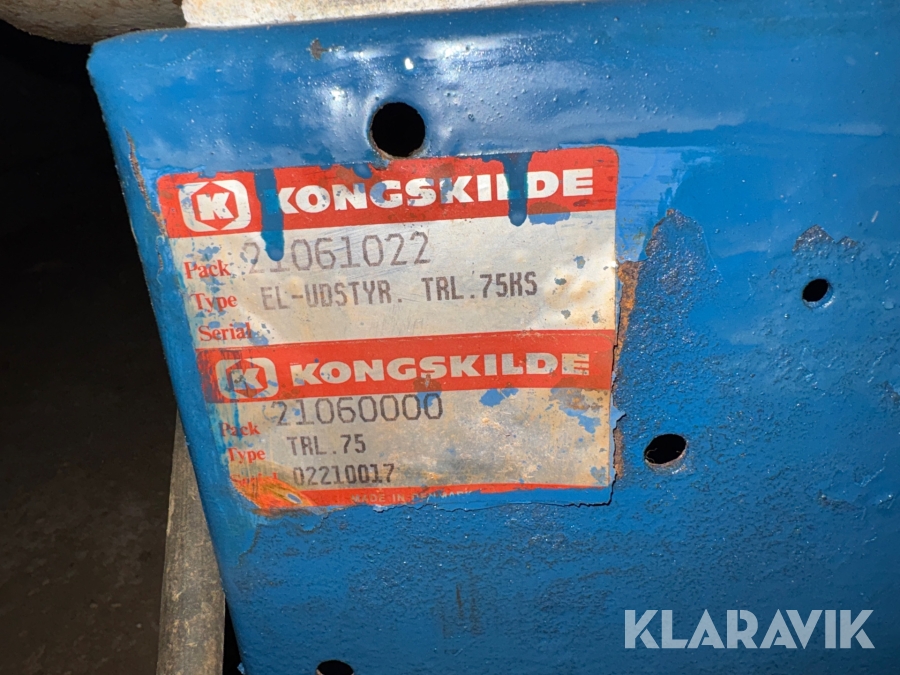 K KONGSKILDE
Pack 21061022
Type EL-UDSTYR. TRL.75KS
Serial
K KONGSKILDE
Pack 21060000
Type TRL.75
02210017
MADE IN DENMARK
KLARAVIK